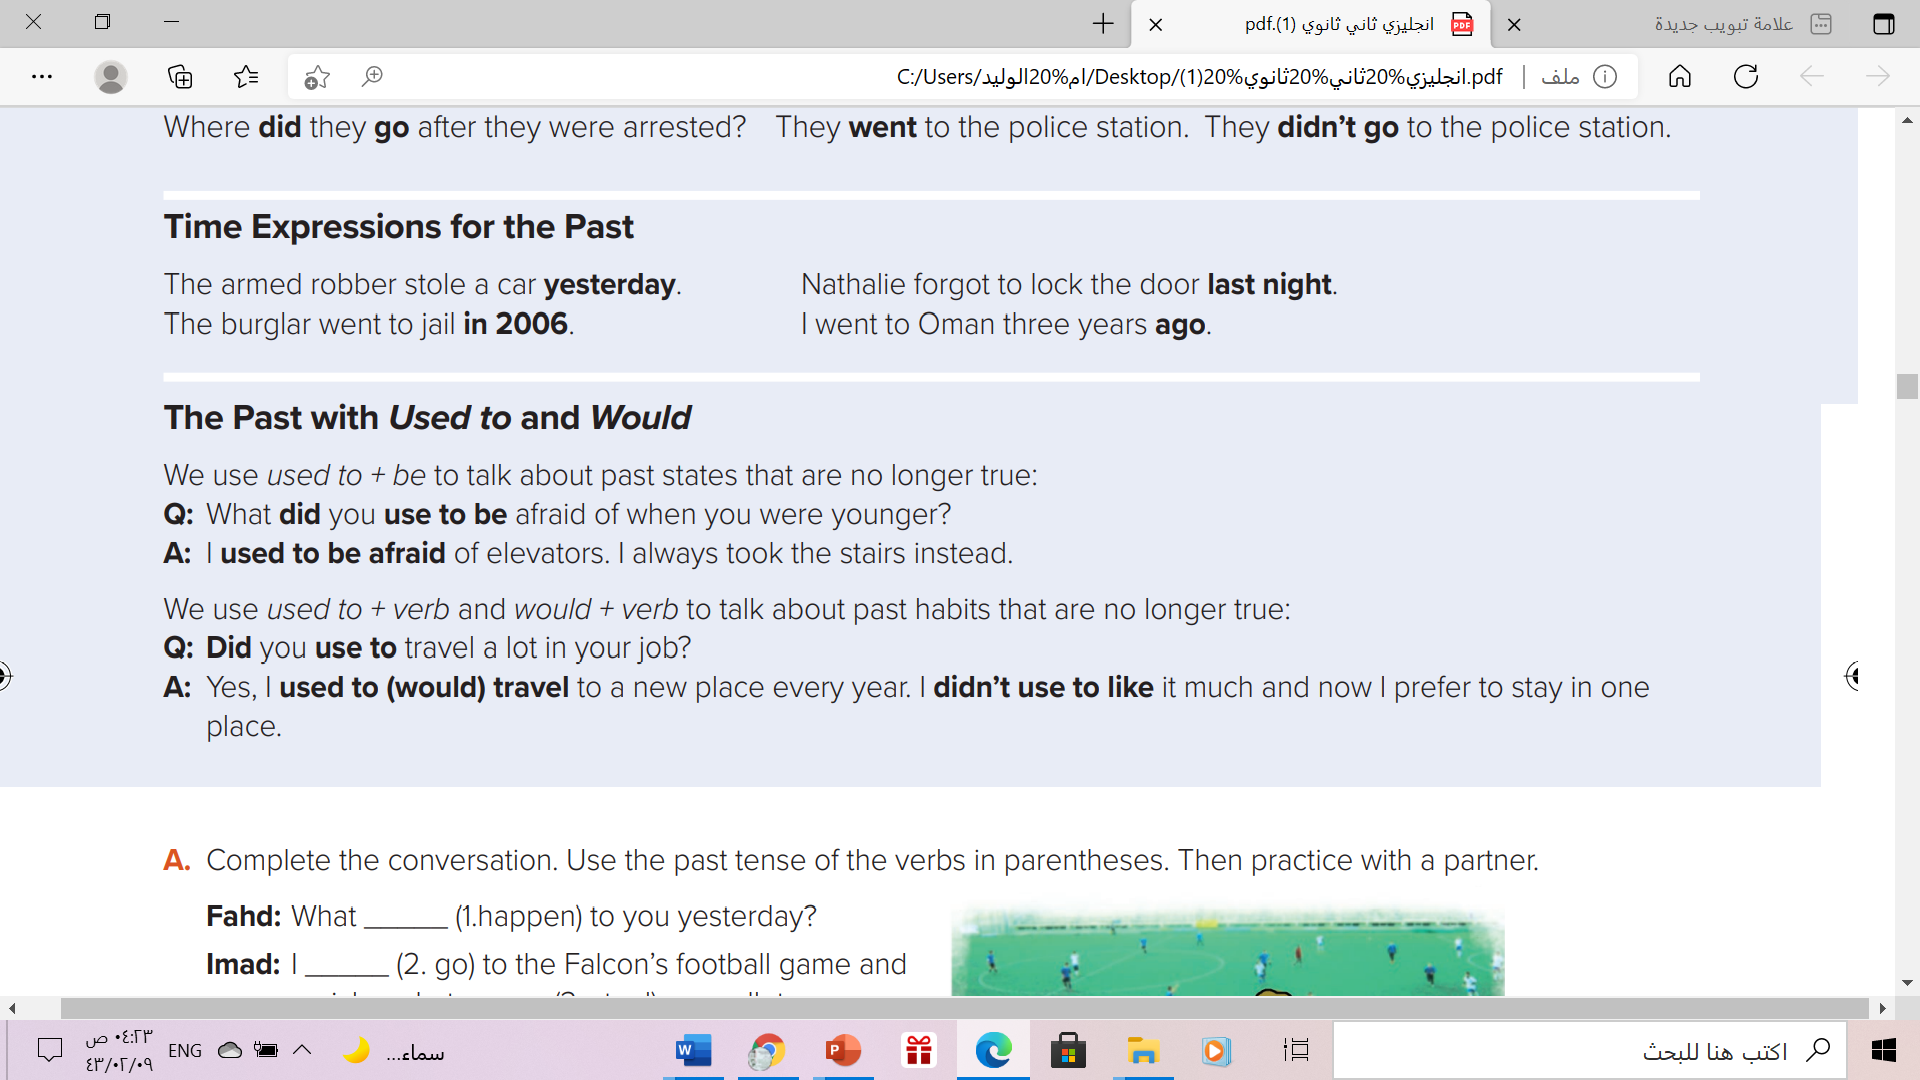 انجليزي ثاني ثانوي (1).pdf
علامة تبويب جديدة
C:/Users/ام%20الوليد/Desktop/انجليزي%20ثاني%20ثانوي%20(1).pdf
ملف
Where did they go after they were arrested? They went to the police station. They didn’t go to the police station.
Time Expressions for the Past
The armed robber stole a car yesterday. Nathalie forgot to lock the door last night.
The burglar went to jail in 2006. I went to Oman three years ago.
The Past with Used to and Would
We use used to + be to talk about past states that are no longer true:
Q: What did you use to be afraid of when you were younger?
A: I used to be afraid of elevators. I always took the stairs instead.
We use used to + verb and would + verb to talk about past habits that are no longer true:
Q: Did you use to travel a lot in your job?
A: Yes, I used to (would) travel to a new place every year. I didn’t use to like it much and now I prefer to stay in one
place.
A. Complete the conversation. Use the past tense of the verbs in parentheses. Then practice with a partner.
Fahd: What ______ (1.happen) to you yesterday?
Imad: I ______ (2. go) to the Falcon’s football game and
٠٤:٢٣ ص
٤٣/٠٢/٠٩
ENG
سماء...
اكتب هنا للبحث